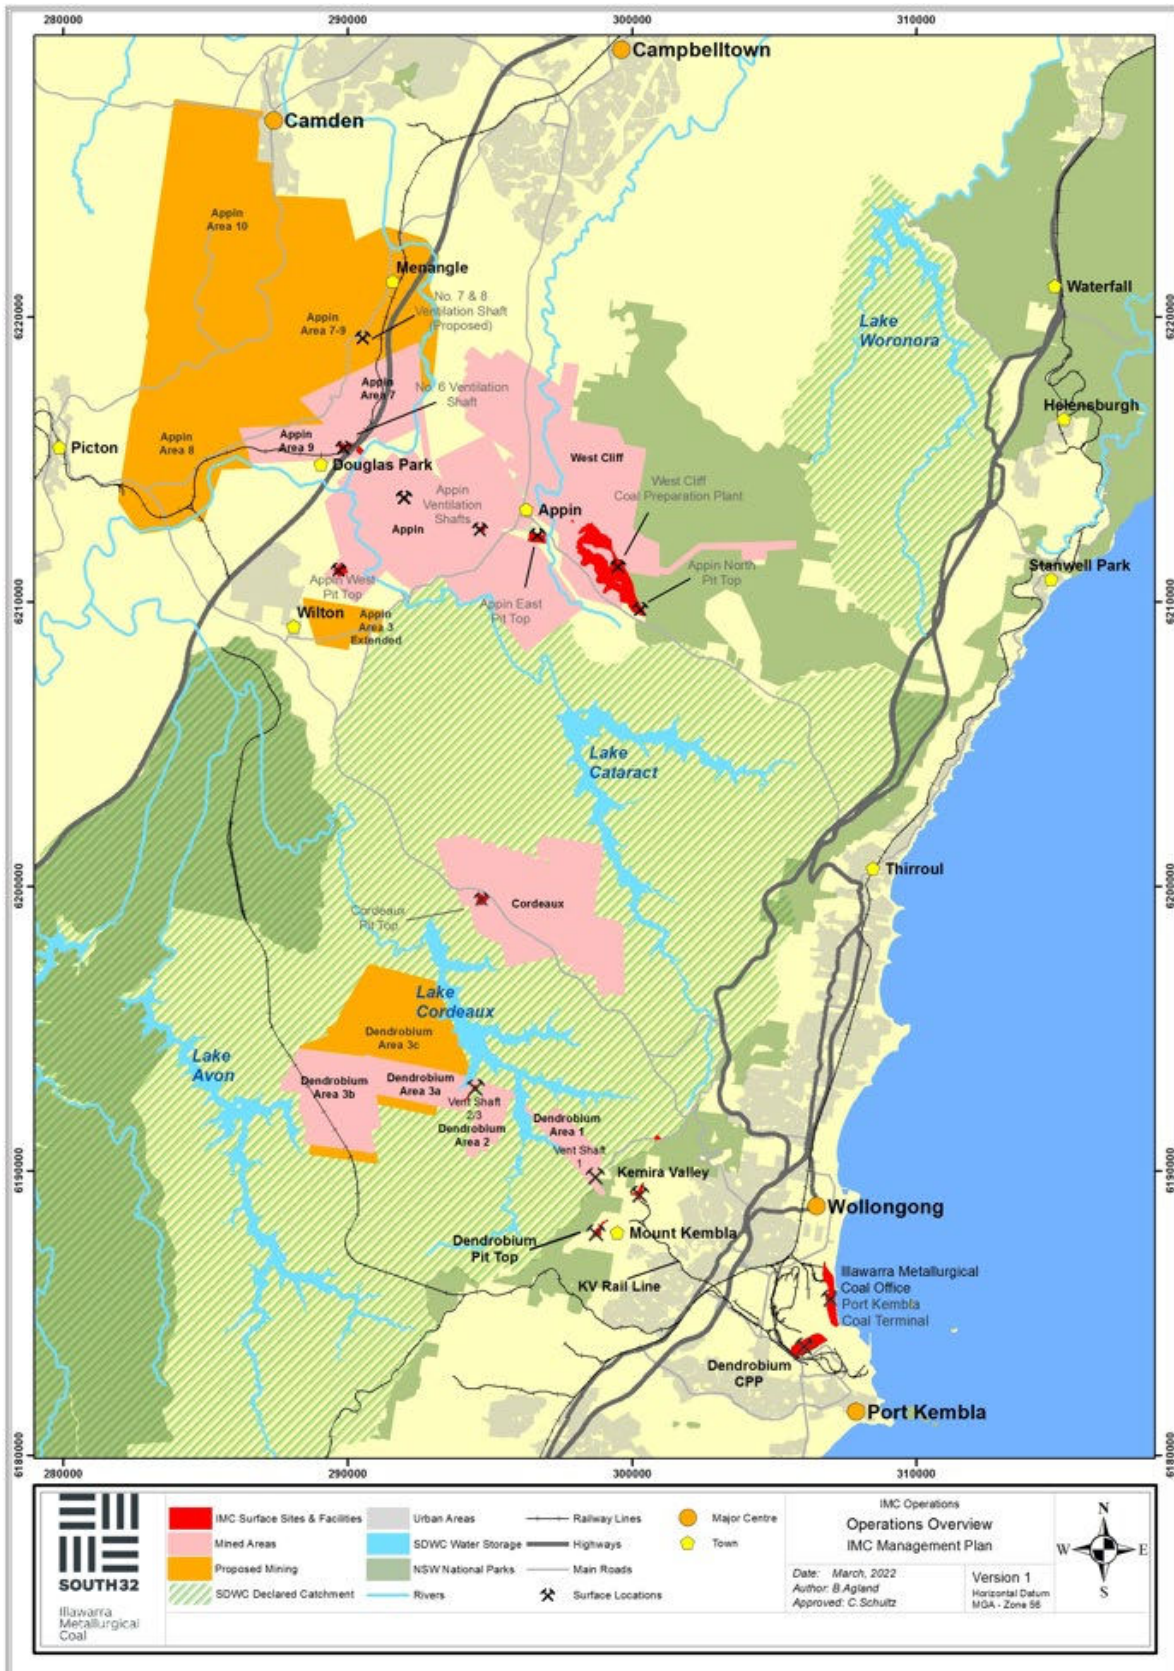 280000
290000
300000
310000
Campbelltown
Camden
Appin
Area 10
Menangle
No. 7 & 8
Ventilation Shaft
(Proposed)
Waterfall
6220000
6220000
Appin
Area 7-9
Lake
Woronora
Appin
Area 7
No. 6 Ventilation
Shaft
Helensburgh
Picton
Appin
Area 8
Appin
Area 9
Douglas Park
West Cliff
West Cliff
Coal Preparation Plant
Appin
Ventilation
Shafts
Appin
Appin
Appin West
Pit Top
Appin East
Pit Top
Appin North
Pit Top
Stanwell Park
6210000
6210000
Wilton
Appin
Area 3
Extended
Lake
Cataract
Thirroul
6200000
6200000
Cordeaux
Cordeaux
Pit Top
Lake
Cordeaux
Dendrobium
Area 3c
Lake
Avon
Dendrobium
Area 3b
Dendrobium
Area 3a
Vent Shaft
2/3
Dendrobium
Area 2
Dendrobium
Area 1
Vent Shaft
1
6190000
6190000
Kemira Valley
Wollongong
Dendrobium
Pit Top
Mount Kembla
KV Rail Line
Illawarra Metallurgical
Coal Office
Port Kembla
Coal Terminal
Dendrobium
CPP
Port Kembla
6180000
6180000
280000
290000
300000
310000
SOUTH32
Illawarra
Metallurgical
Coal
IMC Surface Sites & Facilities
Mined Areas
Proposed Mining
SDWC Declared Catchment
Urban Areas
SDWC Water Storage
NSW National Parks
Rivers
Railway Lines
Highways
Main Roads
Surface Locations
Major Centre
Town
IMC Operations
Operations Overview
IMC Management Plan
Date: March, 2022
Author: B.Agland
Approved: C.Schultz
Version 1
Horizontal Datum
MGA - Zone 56
N
W
E
S